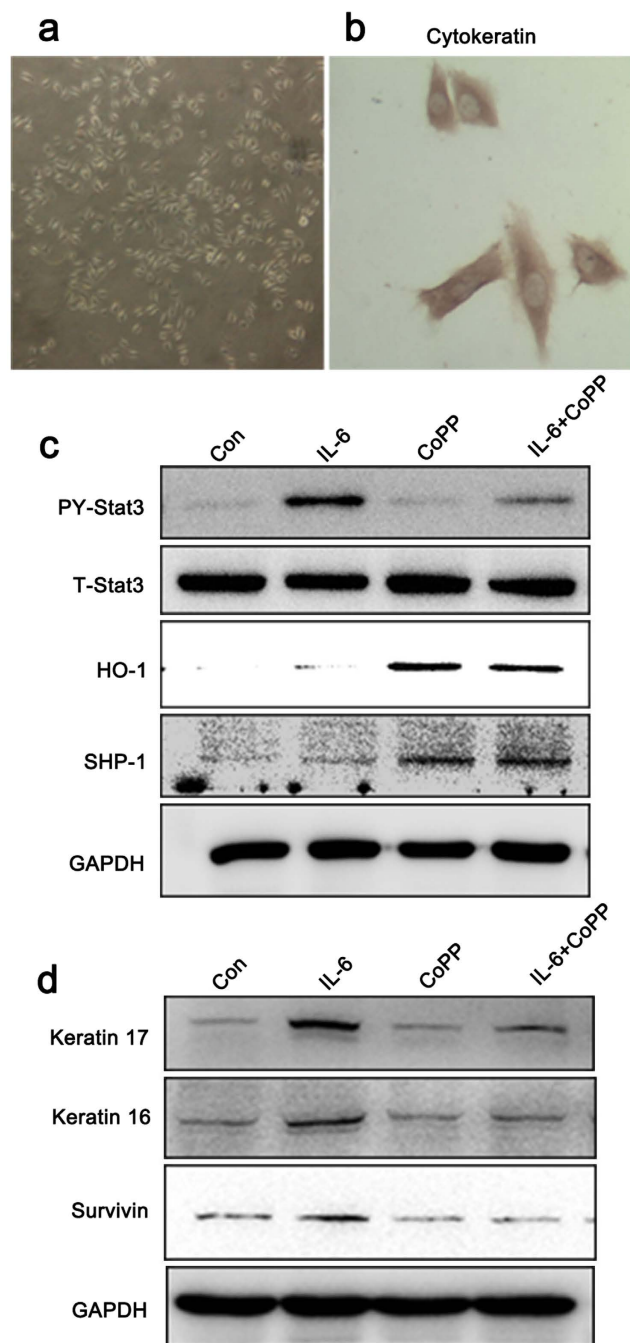 a
b
Cytokeratin
c
Con
IL-6
CoPP
IL-6+CoPP
PY-Stat3
T-Stat3
HO-1
SHP-1
GAPDH
d
Con
IL-6
CoPP
IL-6+CoPP
Keratin 17
Keratin 16
Survivin
GAPDH